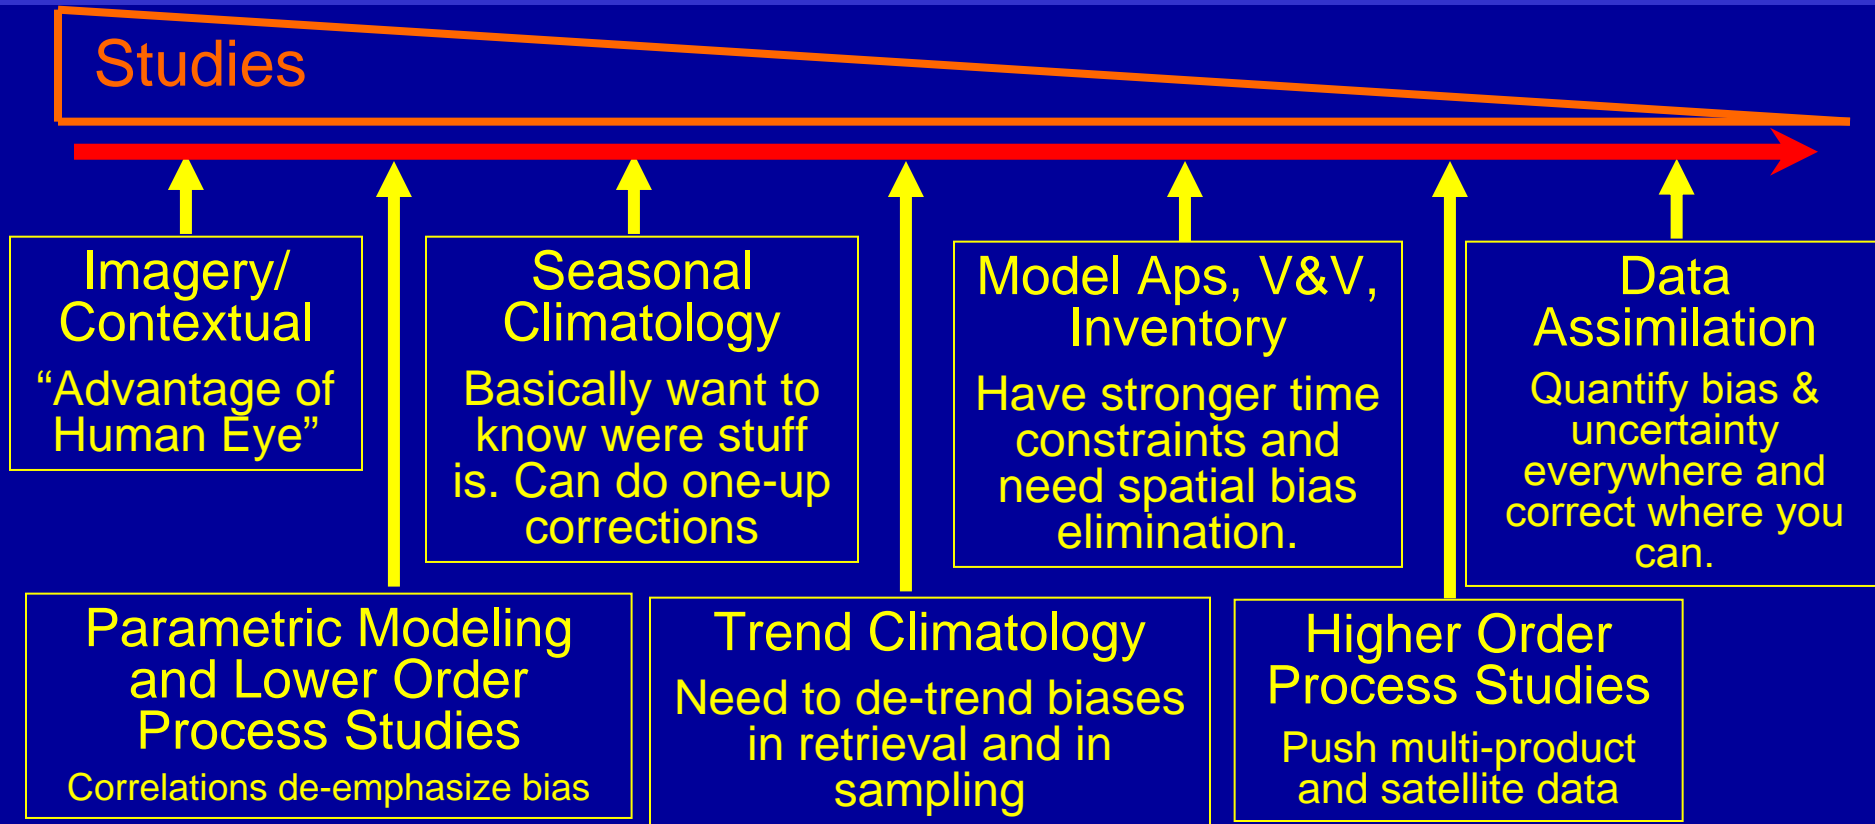 Studies
Imagery/
Contextual
“Advantage of
Human Eye”
Seasonal
Climatology
Basically want to
know were stuff
is. Can do one-up
corrections
Model Aps, V&V,
Inventory
Have stronger time
constraints and
need spatial bias
elimination.
Data
Assimilation
Quantify bias &
uncertainty
everywhere and
correct where you
can.
Parametric Modeling
and Lower Order
Process Studies
Correlations de-emphasize bias
Trend Climatology
Need to de-trend biases
in retrieval and in
sampling
Higher Order
Process Studies
Push multi-product
and satellite data